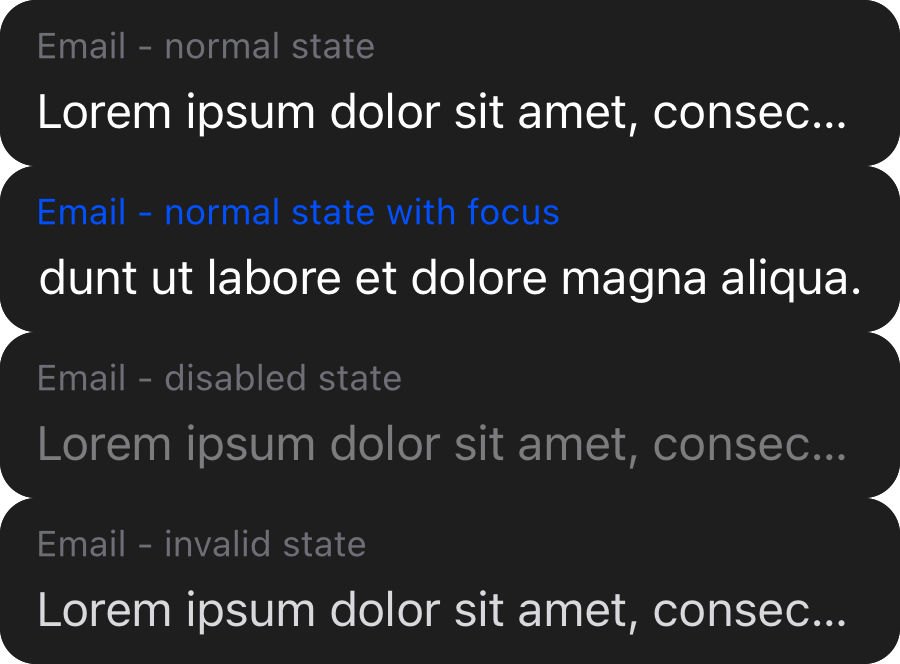 Email - normal state
Lorem ipsum dolor sit amet, consec...
Email - normal state with focus
dunt ut labore et dolore magna aliqua.
Email - disabled state
Lorem ipsum dolor sit amet, consec...
Email - invalid state
Lorem ipsum dolor sit amet, consec...